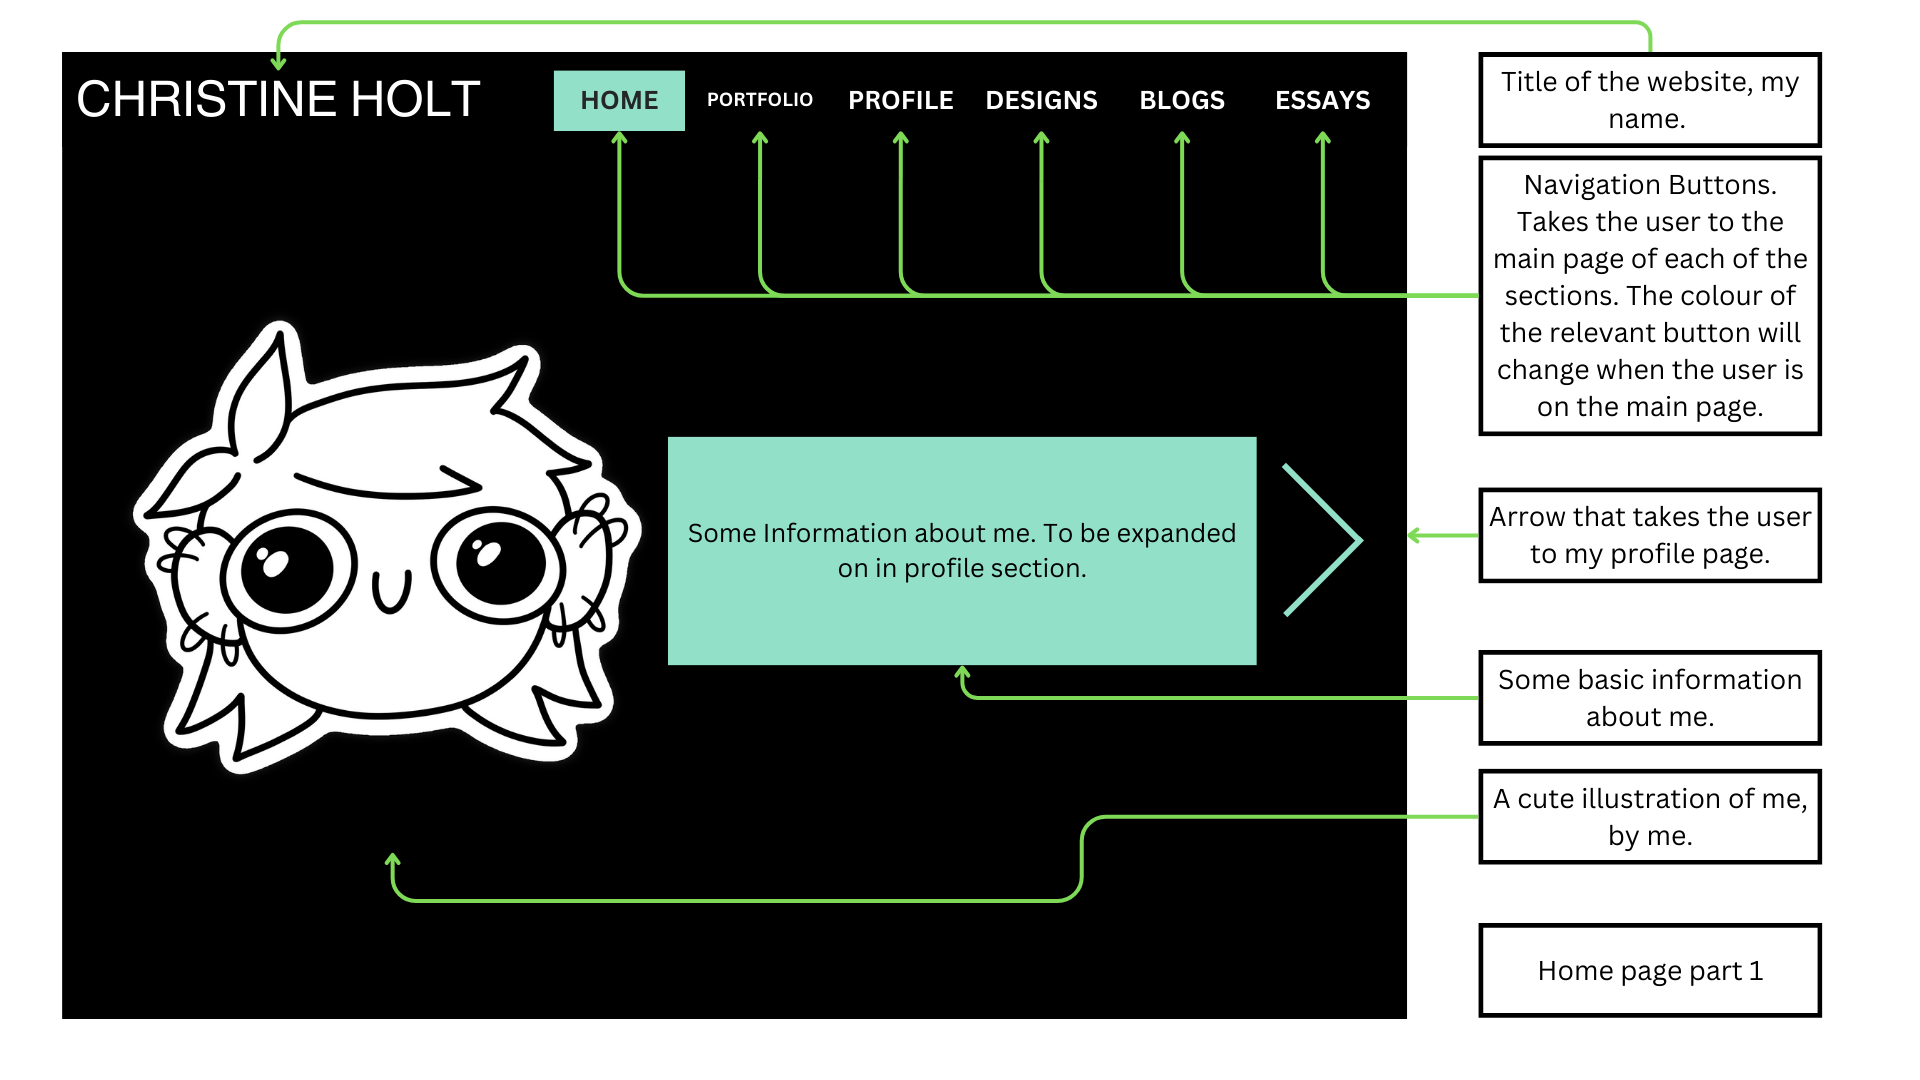 CHRISTINE HOLT
HOME
PORTFOLIO
PROFILE
DESIGNS
BLOGS
ESSAYS
Some Information about me. To be expanded
on in profile section.
Title of the website, my
name.
Navigation Buttons.
Takes the user to the
main page of each of the
sections. The colour of
the relevant button will
change when the user is
on the main page.
Arrow that takes the user
to my profile page.
Some basic information
about me.
A cute illustration of me,
by me.
Home page part 1